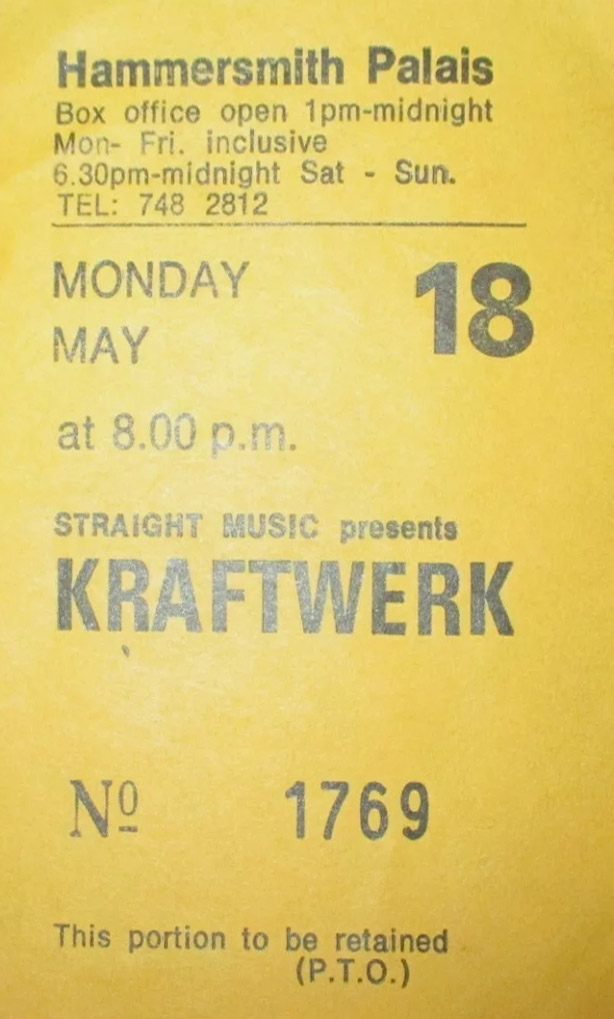 Hammersmith Palais
Box office open 1pm-midnight
Mon- Fri. inclusive
6.30pm-midnight Sat - Sun.
TEL: 748 2812
MONDAY 18
MAY
at 8.00 p.m.
STRAIGHT MUSIC presents
KRAFTWERK
Nº 1769
This portion to be retained
(P.T.O.)